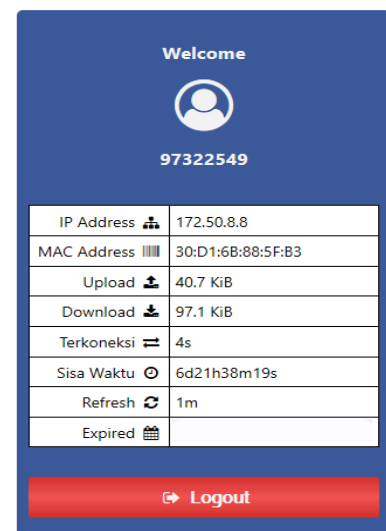 Welcome
97322549
IP Address 172.50.8.8
MAC Address 30:D1:6B:88:5F:B3
Upload 40.7 KiB
Download 97.1 KiB
Terkoneksi 4s
Sisa Waktu 6d21h38m19s
Refresh 1m
Expired
Logout